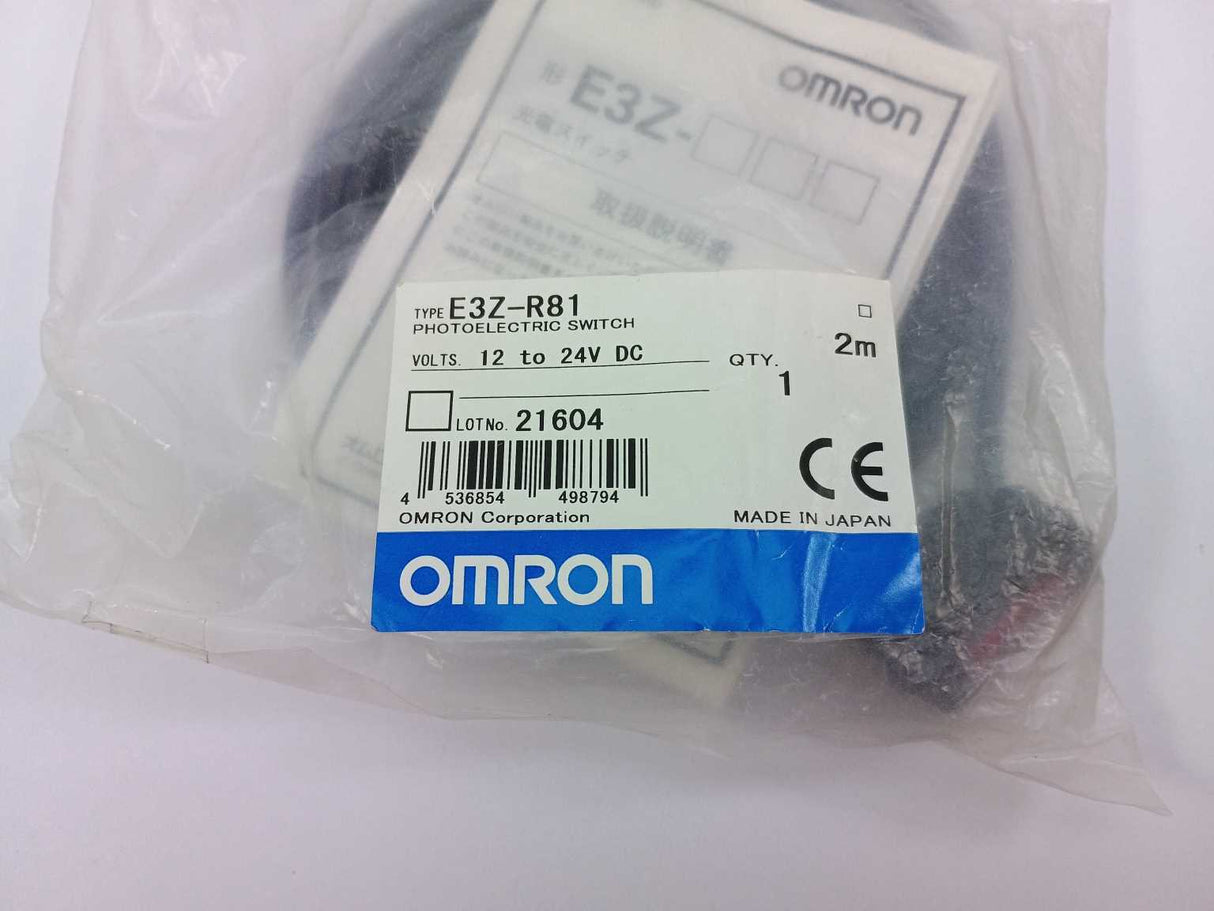 OMRON
形 E3Z-□□□
光電スイッチ
取扱説明書
TYPE E3Z-R81
PHOTOELECTRIC SWITCH
VOLTS. 12 to 24V DC
QTY. 1
2m
LOTNo. 21604
4 536854 498794
OMRON Corporation
MADE IN JAPAN
CE
OMRON